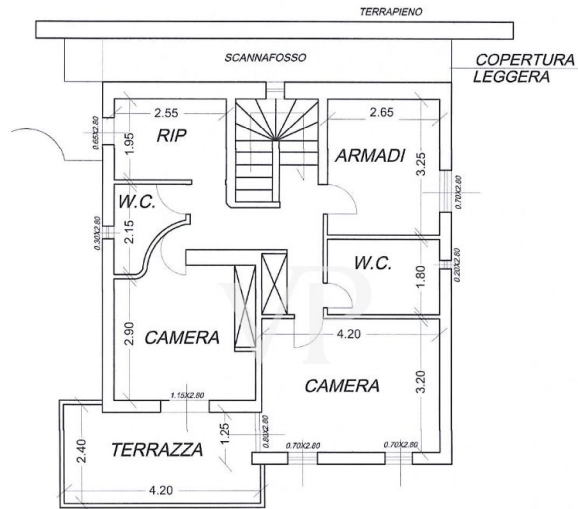 TERRAPIENO
SCANNAFOSSO
COPERTURA
LEGGERA
2.55
2.65
0.65X2.80
1.95
RIP
ARMADI
3.25
0.70X2.80
W.C.
0.30X2.80
2.15
W.C.
1.80
0.20X2.80
VP
2.90
CAMERA
4.20
CAMERA
3.20
1.15X2.80
1.25
0.80X2.80
0.70X2.80
0.70X2.80
TERRAZZA
2.40
4.20